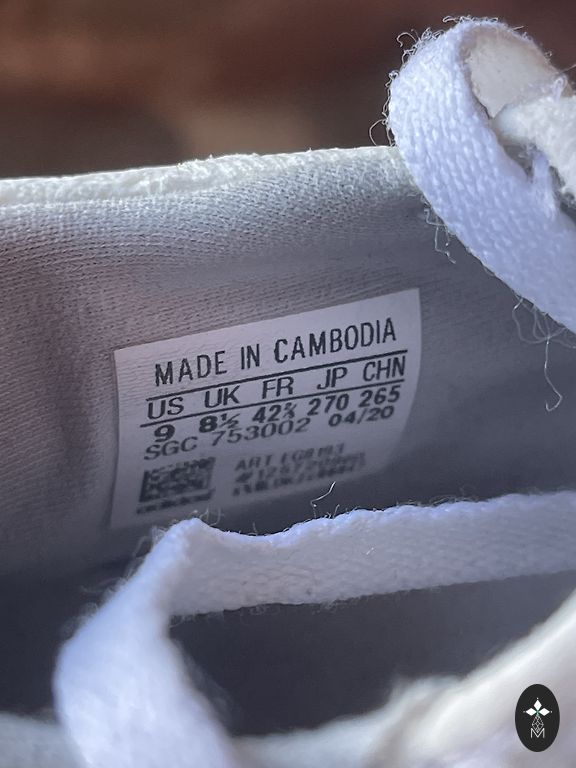 MADE IN CAMBODIA
US UK FR JP CHN
9 8½ 42⅔ 270 265
SGC 753002 04/20
ART
M